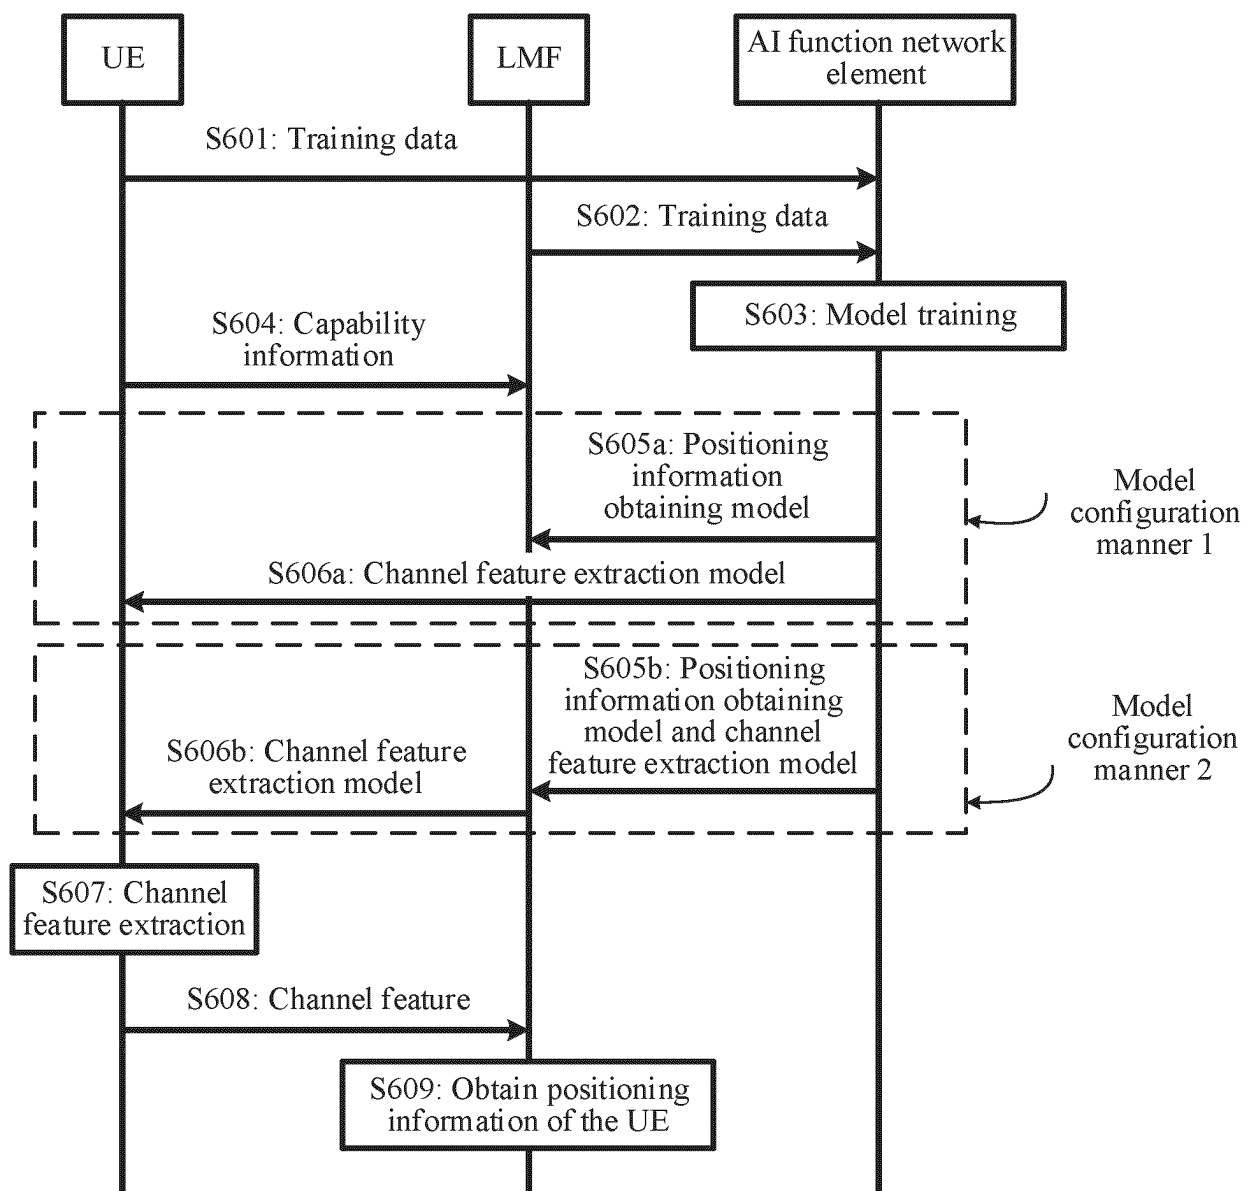 UE
LMF
AI function network
element
S601: Training data
S602: Training data
S603: Model training
S604: Capability
information
S605a: Positioning
information
obtaining model
S606a: Channel feature extraction model
Model
configuration
manner 1
S605b: Positioning
information obtaining
model and channel
feature extraction model
S606b: Channel feature
extraction model
Model
configuration
manner 2
S607: Channel
feature extraction
S608: Channel feature
S609: Obtain positioning
information of the UE